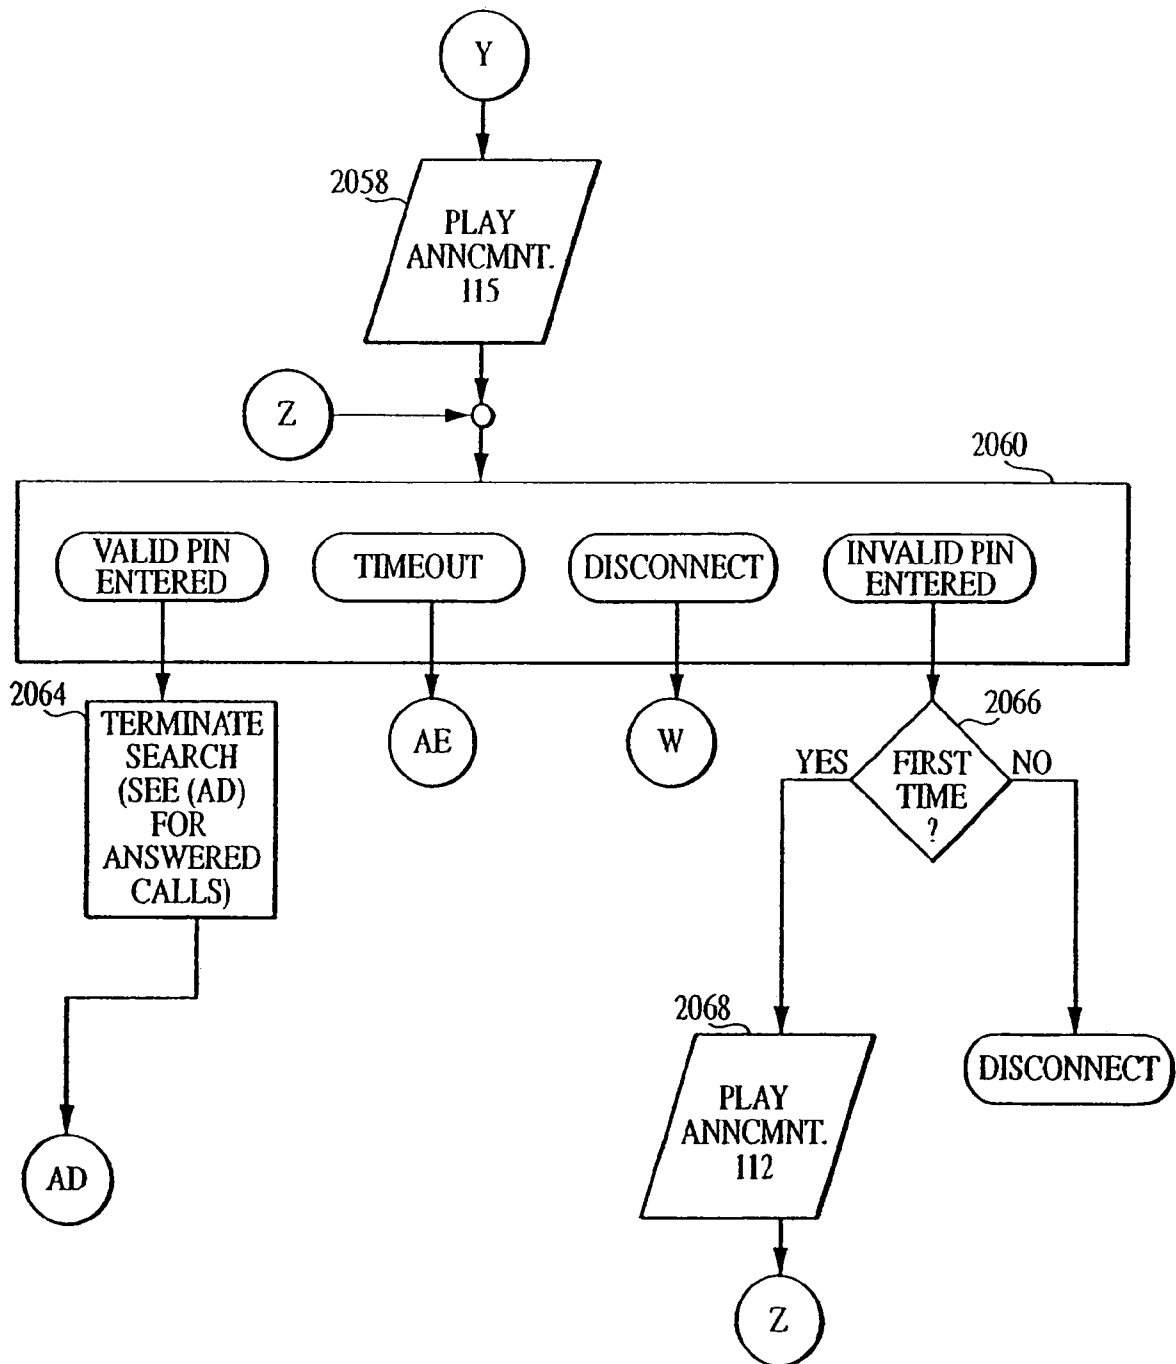 Y
2058
PLAY
ANNCMNT.
115
Z
2060
VALID PIN
ENTERED
TIMEOUT
DISCONNECT
INVALID PIN
ENTERED
2064
TERMINATE
SEARCH
(SEE (AD)
FOR
ANSWERED
CALLS)
AE
W
2066
YES
FIRST
TIME
?
NO
2068
PLAY
ANNCMNT.
112
DISCONNECT
AD
Z